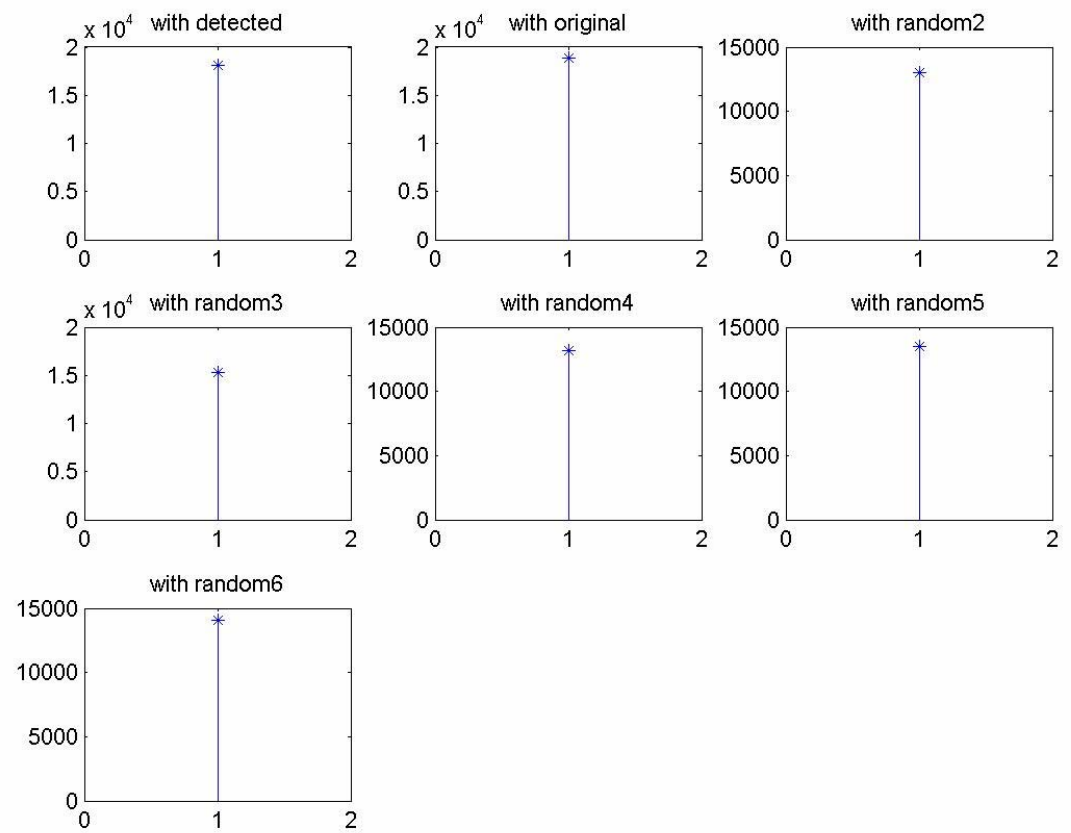 x 10^4 with detected
2
1.5
1
0.5
0
0 1 2
x 10^4 with original
2
1.5
1
0.5
0
0 1 2
with random2
15000
10000
5000
0
0 1 2
x 10^4 with random3
2
1.5
1
0.5
0
0 1 2
with random4
15000
10000
5000
0
0 1 2
with random5
15000
10000
5000
0
0 1 2
with random6
15000
10000
5000
0
0 1 2